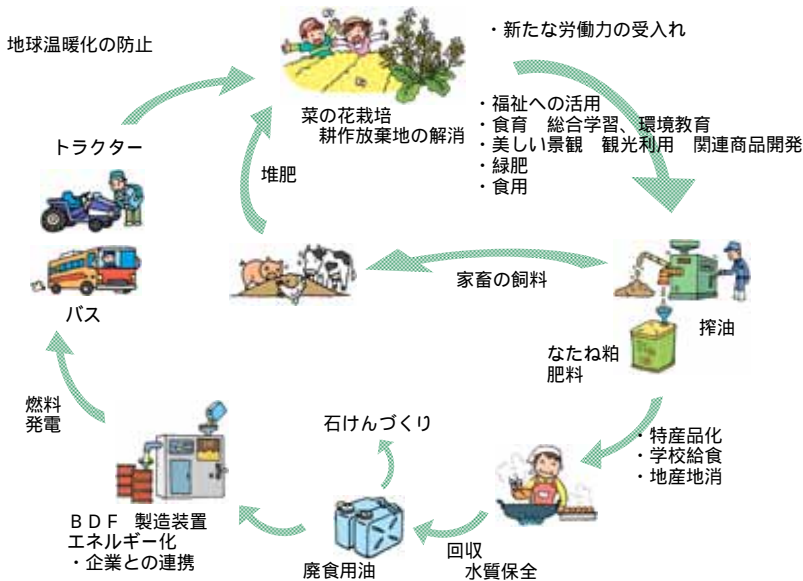 地球温暖化の防止
・新たな労働力の受入れ
菜の花栽培
耕作放棄地の解消
・福祉への活用
・食育　総合学習、環境教育
・美しい景観　観光利用　関連商品開発
・緑肥
・食用
トラクター
堆肥
バス
家畜の飼料
搾油
なたね粕
肥料
燃料
発電
石けんづくり
・特産品化
・学校給食
・地産地消
ＢＤＦ　製造装置
エネルギー化
・企業との連携
廃食用油
回収
水質保全